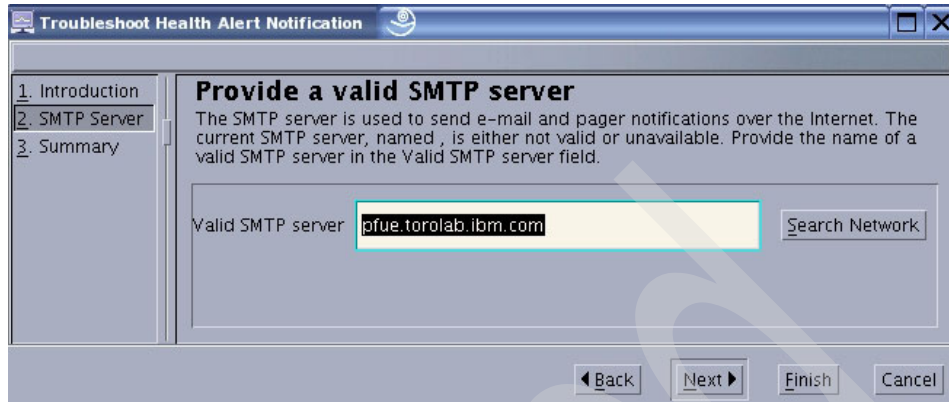 Troubleshoot Health Alert Notification
1. Introduction
2. SMTP Server
3. Summary
Provide a valid SMTP server
The SMTP server is used to send e-mail and pager notifications over the Internet. The
current SMTP server, named , is either not valid or unavailable. Provide the name of a
valid SMTP server in the Valid SMTP server field.
Valid SMTP server pfue.torolab.ibm.com Search Network
Back Next Finish Cancel